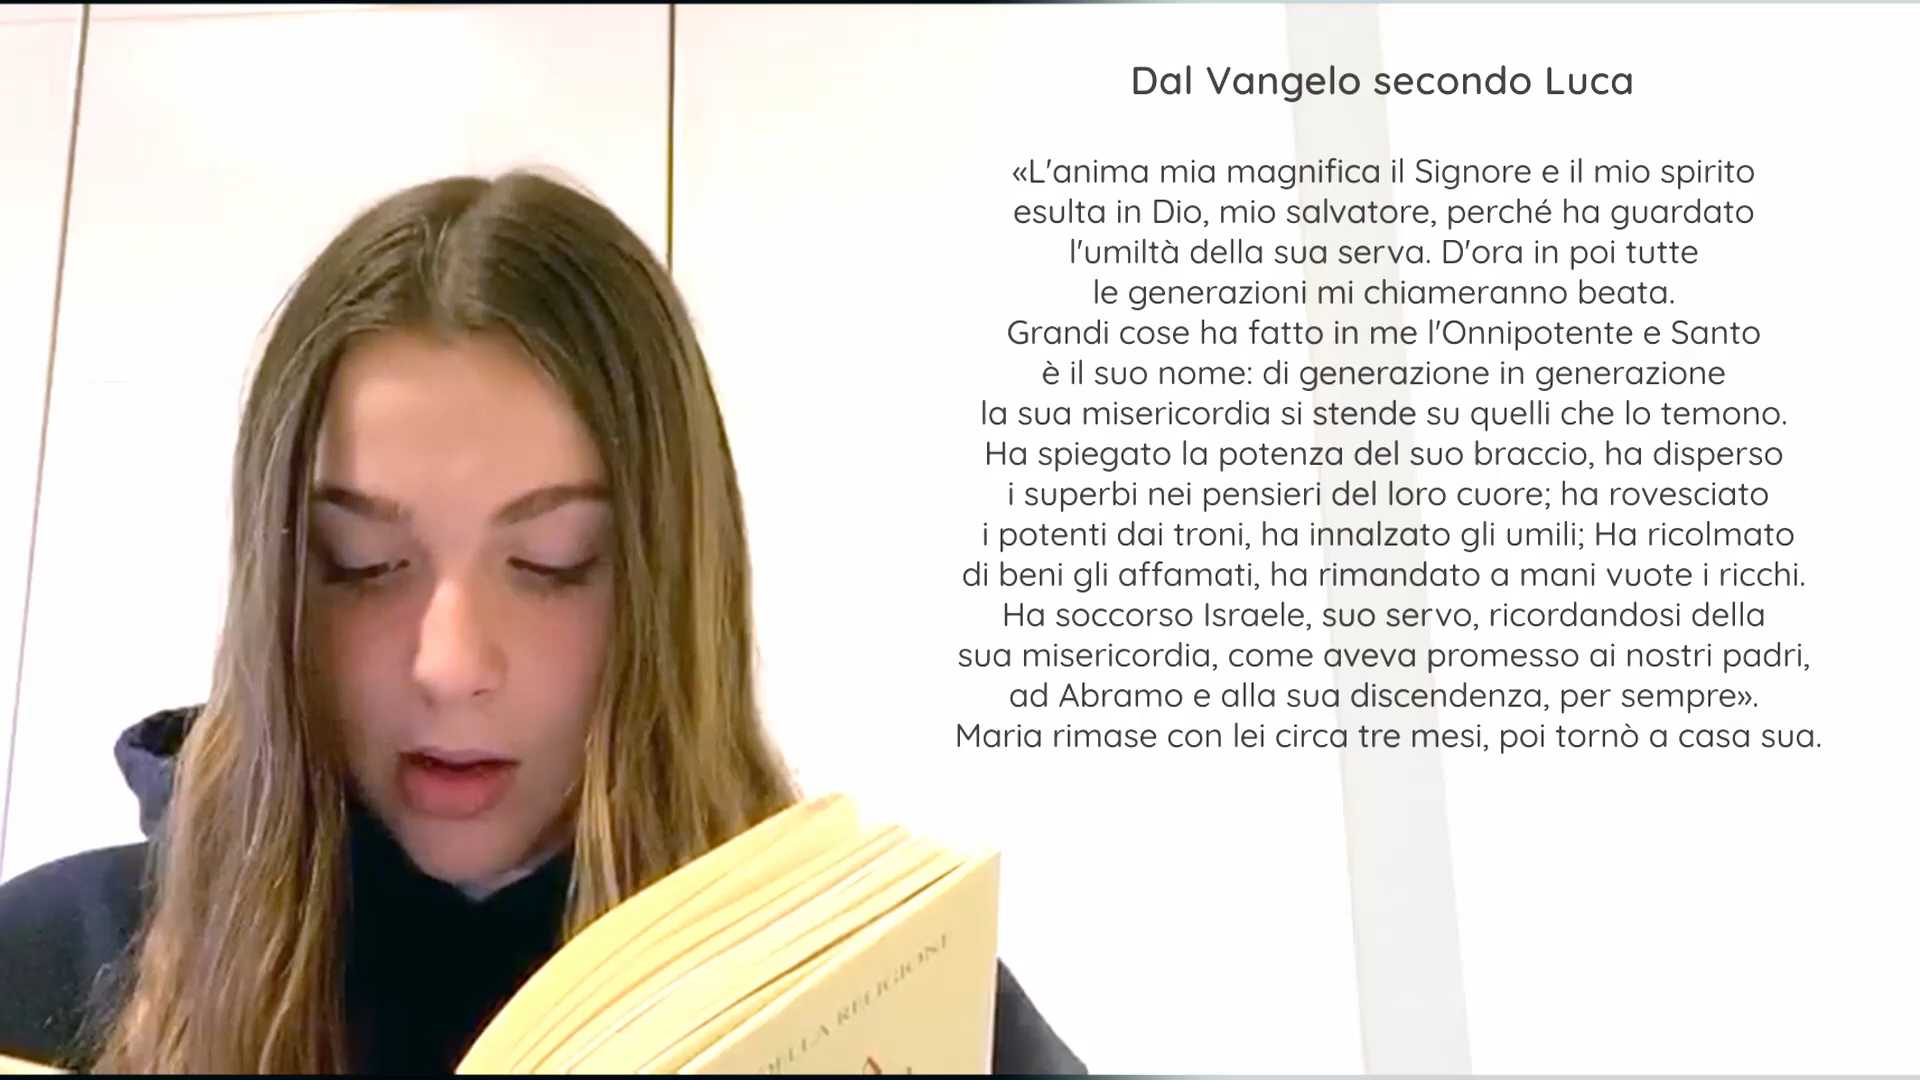 Dal Vangelo secondo Luca
«L'anima mia magnifica il Signore e il mio spirito
esulta in Dio, mio salvatore, perché ha guardato
l'umiltà della sua serva. D'ora in poi tutte
le generazioni mi chiameranno beata.
Grandi cose ha fatto in me l'Onnipotente e Santo
è il suo nome: di generazione in generazione
la sua misericordia si stende su quelli che lo temono.
Ha spiegato la potenza del suo braccio, ha disperso
i superbi nei pensieri del loro cuore; ha rovesciato
i potenti dai troni, ha innalzato gli umili; Ha ricolmato
di beni gli affamati, ha rimandato a mani vuote i ricchi.
Ha soccorso Israele, suo servo, ricordandosi della
sua misericordia, come aveva promesso ai nostri padri,
ad Abramo e alla sua discendenza, per sempre».
Maria rimase con lei circa tre mesi, poi tornò a casa sua.
DELLA RELIGIONE